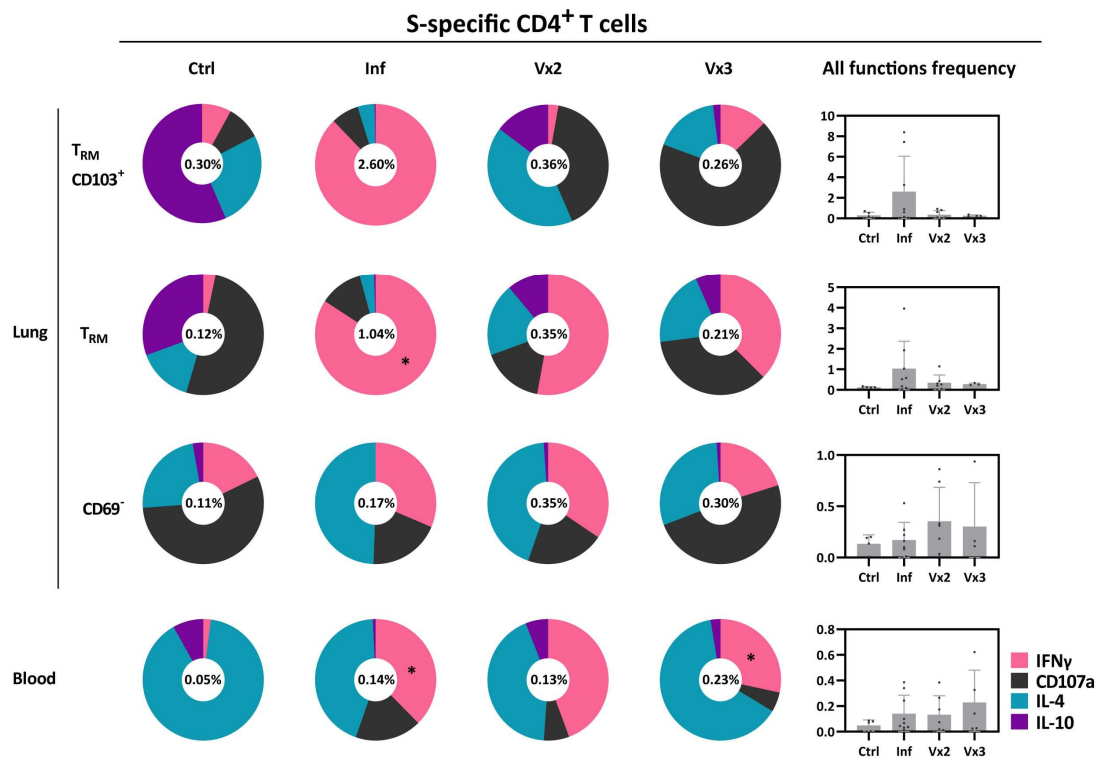 S-specific CD4⁺ T cells
Ctrl Inf Vx2 Vx3 All functions frequency
Lung
T_RM CD103⁺
0.30% 2.60% 0.36% 0.26%
10
8
6
4
2
0
Ctrl Inf Vx2 Vx3
T_RM
0.12% 1.04% * 0.35% 0.21%
5
4
3
2
1
0
Ctrl Inf Vx2 Vx3
CD69⁻
0.11% 0.17% 0.35% 0.30%
1.0
0.5
0.0
Ctrl Inf Vx2 Vx3
Blood
0.05% 0.14% * 0.13% 0.23% *
0.8
0.6
0.4
0.2
0.0
Ctrl Inf Vx2 Vx3
IFNγ
CD107a
IL-4
IL-10